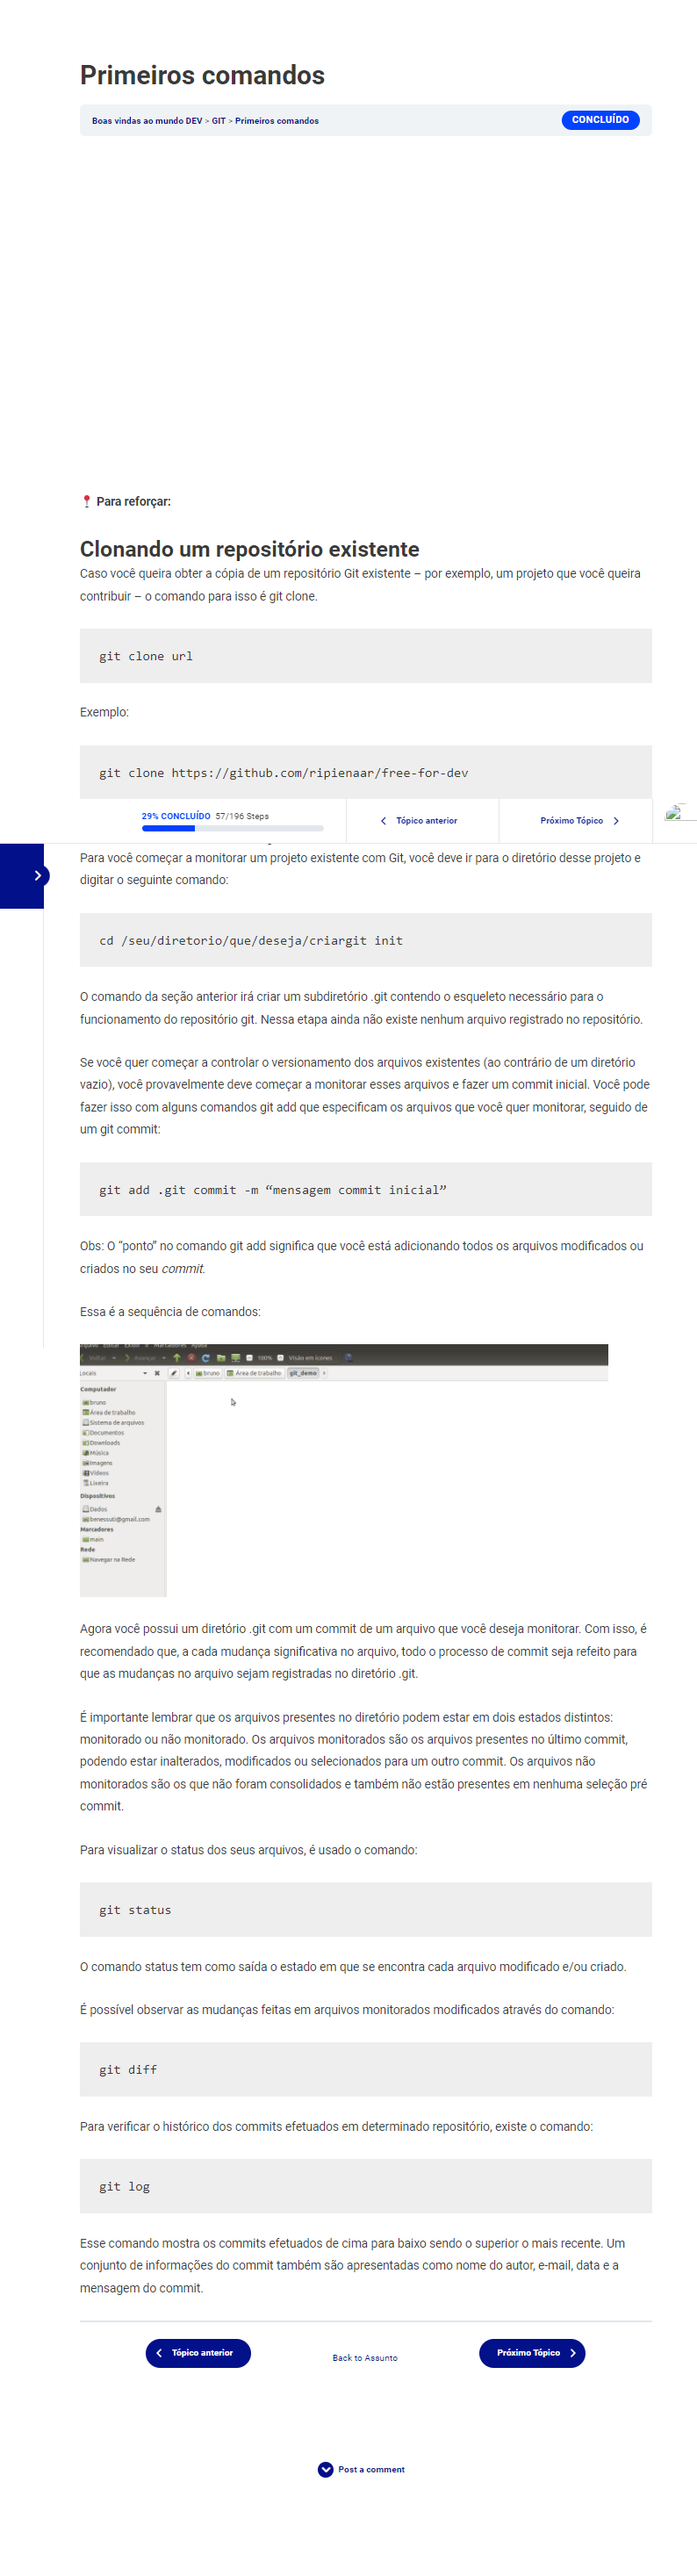 Primeiros comandos
Boas vindas ao mundo DEV > GIT > Primeiros comandos
CONCLUÍDO
Para reforçar:
Clonando um repositório existente
Caso você queira obter a cópia de um repositório Git existente – por exemplo, um projeto que você queira
contribuir – o comando para isso é git clone.
git clone url
Exemplo:
git clone https://github.com/ripienaar/free-for-dev
29% CONCLUÍDO 57/196 Steps
Tópico anterior
Próximo Tópico
Para você começar a monitorar um projeto existente com Git, você deve ir para o diretório desse projeto e
digitar o seguinte comando:
cd /seu/diretorio/que/deseja/criargit init
O comando da seção anterior irá criar um subdiretório .git contendo o esqueleto necessário para o
funcionamento do repositório git. Nessa etapa ainda não existe nenhum arquivo registrado no repositório.
Se você quer começar a controlar o versionamento dos arquivos existentes (ao contrário de um diretório
vazio), você provavelmente deve começar a monitorar esses arquivos e fazer um commit inicial. Você pode
fazer isso com alguns comandos git add que especificam os arquivos que você quer monitorar, seguido de
um git commit:
git add .git commit -m “mensagem commit inicial”
Obs: O “ponto” no comando git add significa que você está adicionando todos os arquivos modificados ou
criados no seu commit.
Essa é a sequência de comandos:
Voltar Avançar 100% Visão em ícones
Locais bruno Área de trabalho git_demo
Computador
bruno
Área de trabalho
Sistema de arquivos
Documentos
Downloads
Música
Imagens
Vídeos
Lixeira
Dispositivos
Dados
benessuti@gmail.com
Marcadores
main
Rede
Navegar na Rede
Agora você possui um diretório .git com um commit de um arquivo que você deseja monitorar. Com isso, é
recomendado que, a cada mudança significativa no arquivo, todo o processo de commit seja refeito para
que as mudanças no arquivo sejam registradas no diretório .git.
É importante lembrar que os arquivos presentes no diretório podem estar em dois estados distintos:
monitorado ou não monitorado. Os arquivos monitorados são os arquivos presentes no último commit,
podendo estar inalterados, modificados ou selecionados para um outro commit. Os arquivos não
monitorados são os que não foram consolidados e também não estão presentes em nenhuma seleção pré
commit.
Para visualizar o status dos seus arquivos, é usado o comando:
git status
O comando status tem como saída o estado em que se encontra cada arquivo modificado e/ou criado.
É possível observar as mudanças feitas em arquivos monitorados modificados através do comando:
git diff
Para verificar o histórico dos commits efetuados em determinado repositório, existe o comando:
git log
Esse comando mostra os commits efetuados de cima para baixo sendo o superior o mais recente. Um
conjunto de informações do commit também são apresentadas como nome do autor, e-mail, data e a
mensagem do commit.
Tópico anterior
Back to Assunto
Próximo Tópico
Post a comment